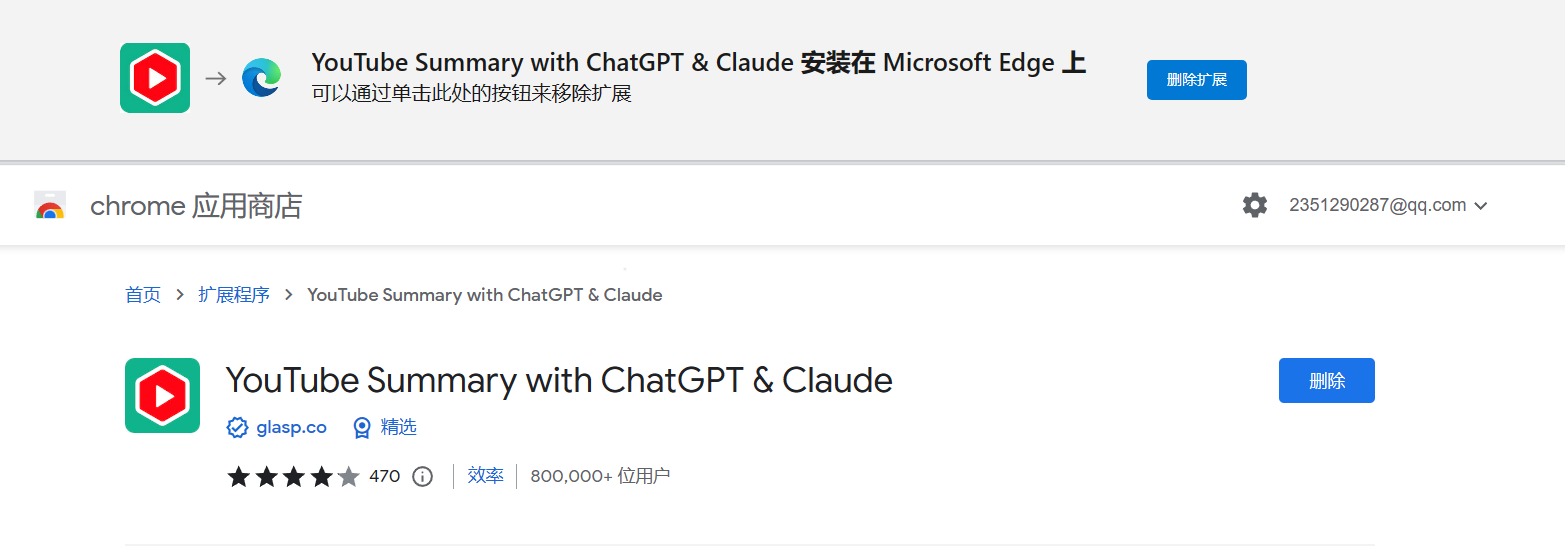 YouTube Summary with ChatGPT & Claude 安装在 Microsoft Edge 上
可以通过单击此处的按钮来移除扩展
删除扩展
chrome 应用商店
2351290287@qq.com
首页 > 扩展程序 > YouTube Summary with ChatGPT & Claude
YouTube Summary with ChatGPT & Claude
删除
glasp.co 精选
470 效率 800,000+ 位用户